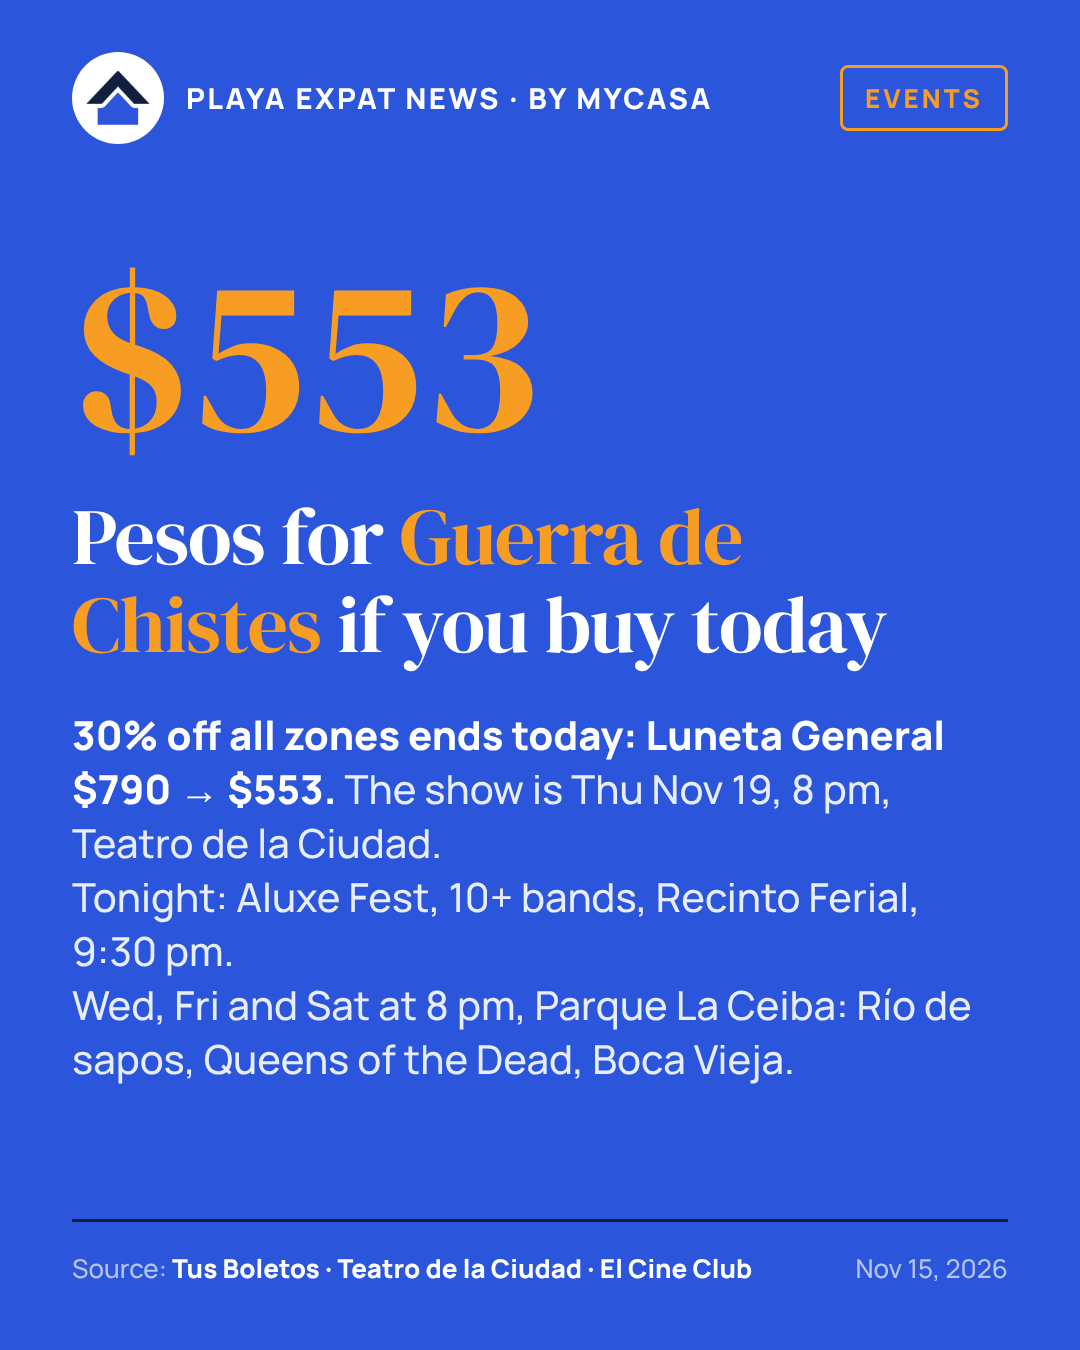 PLAYA EXPAT NEWS · BY MYCASA
EVENTS
$553
Pesos for Guerra de
Chistes if you buy today
30% off all zones ends today: Luneta General
$790 → $553. The show is Thu Nov 19, 8 pm,
Teatro de la Ciudad.
Tonight: Aluxe Fest, 10+ bands, Recinto Ferial,
9:30 pm.
Wed, Fri and Sat at 8 pm, Parque La Ceiba: Río de
sapos, Queens of the Dead, Boca Vieja.
Source: Tus Boletos · Teatro de la Ciudad · El Cine Club
Nov 15, 2026